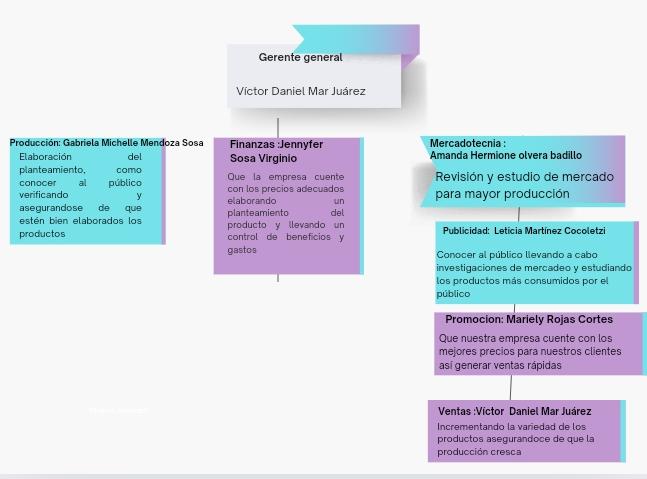 Gerente general
Víctor Daniel Mar Juárez
Producción: Gabriela Michelle Mendoza Sosa
Elaboración del
planteamiento, como
conocer al público
verificando y
asegurandose de que
estén bien elaborados los
productos
Finanzas :Jennyfer
Sosa Virginio
Que la empresa cuente
con los precios adecuados
elaborando un
planteamiento del
producto y llevando un
control de beneficios y
gastos
Mercadotecnia :
Amanda Hermione olvera badillo
Revisión y estudio de mercado
para mayor producción
Publicidad: Leticia Martínez Cocoletzi
Conocer al público llevando a cabo
investigaciones de mercadeo y estudiando
los productos más consumidos por el
público
Promocion: Mariely Rojas Cortes
Que nuestra empresa cuente con los
mejores precios para nuestros clientes
así generar ventas rápidas
Ventas :Víctor Daniel Mar Juárez
Incrementando la variedad de los
productos asegurandoce de que la
producción cresca